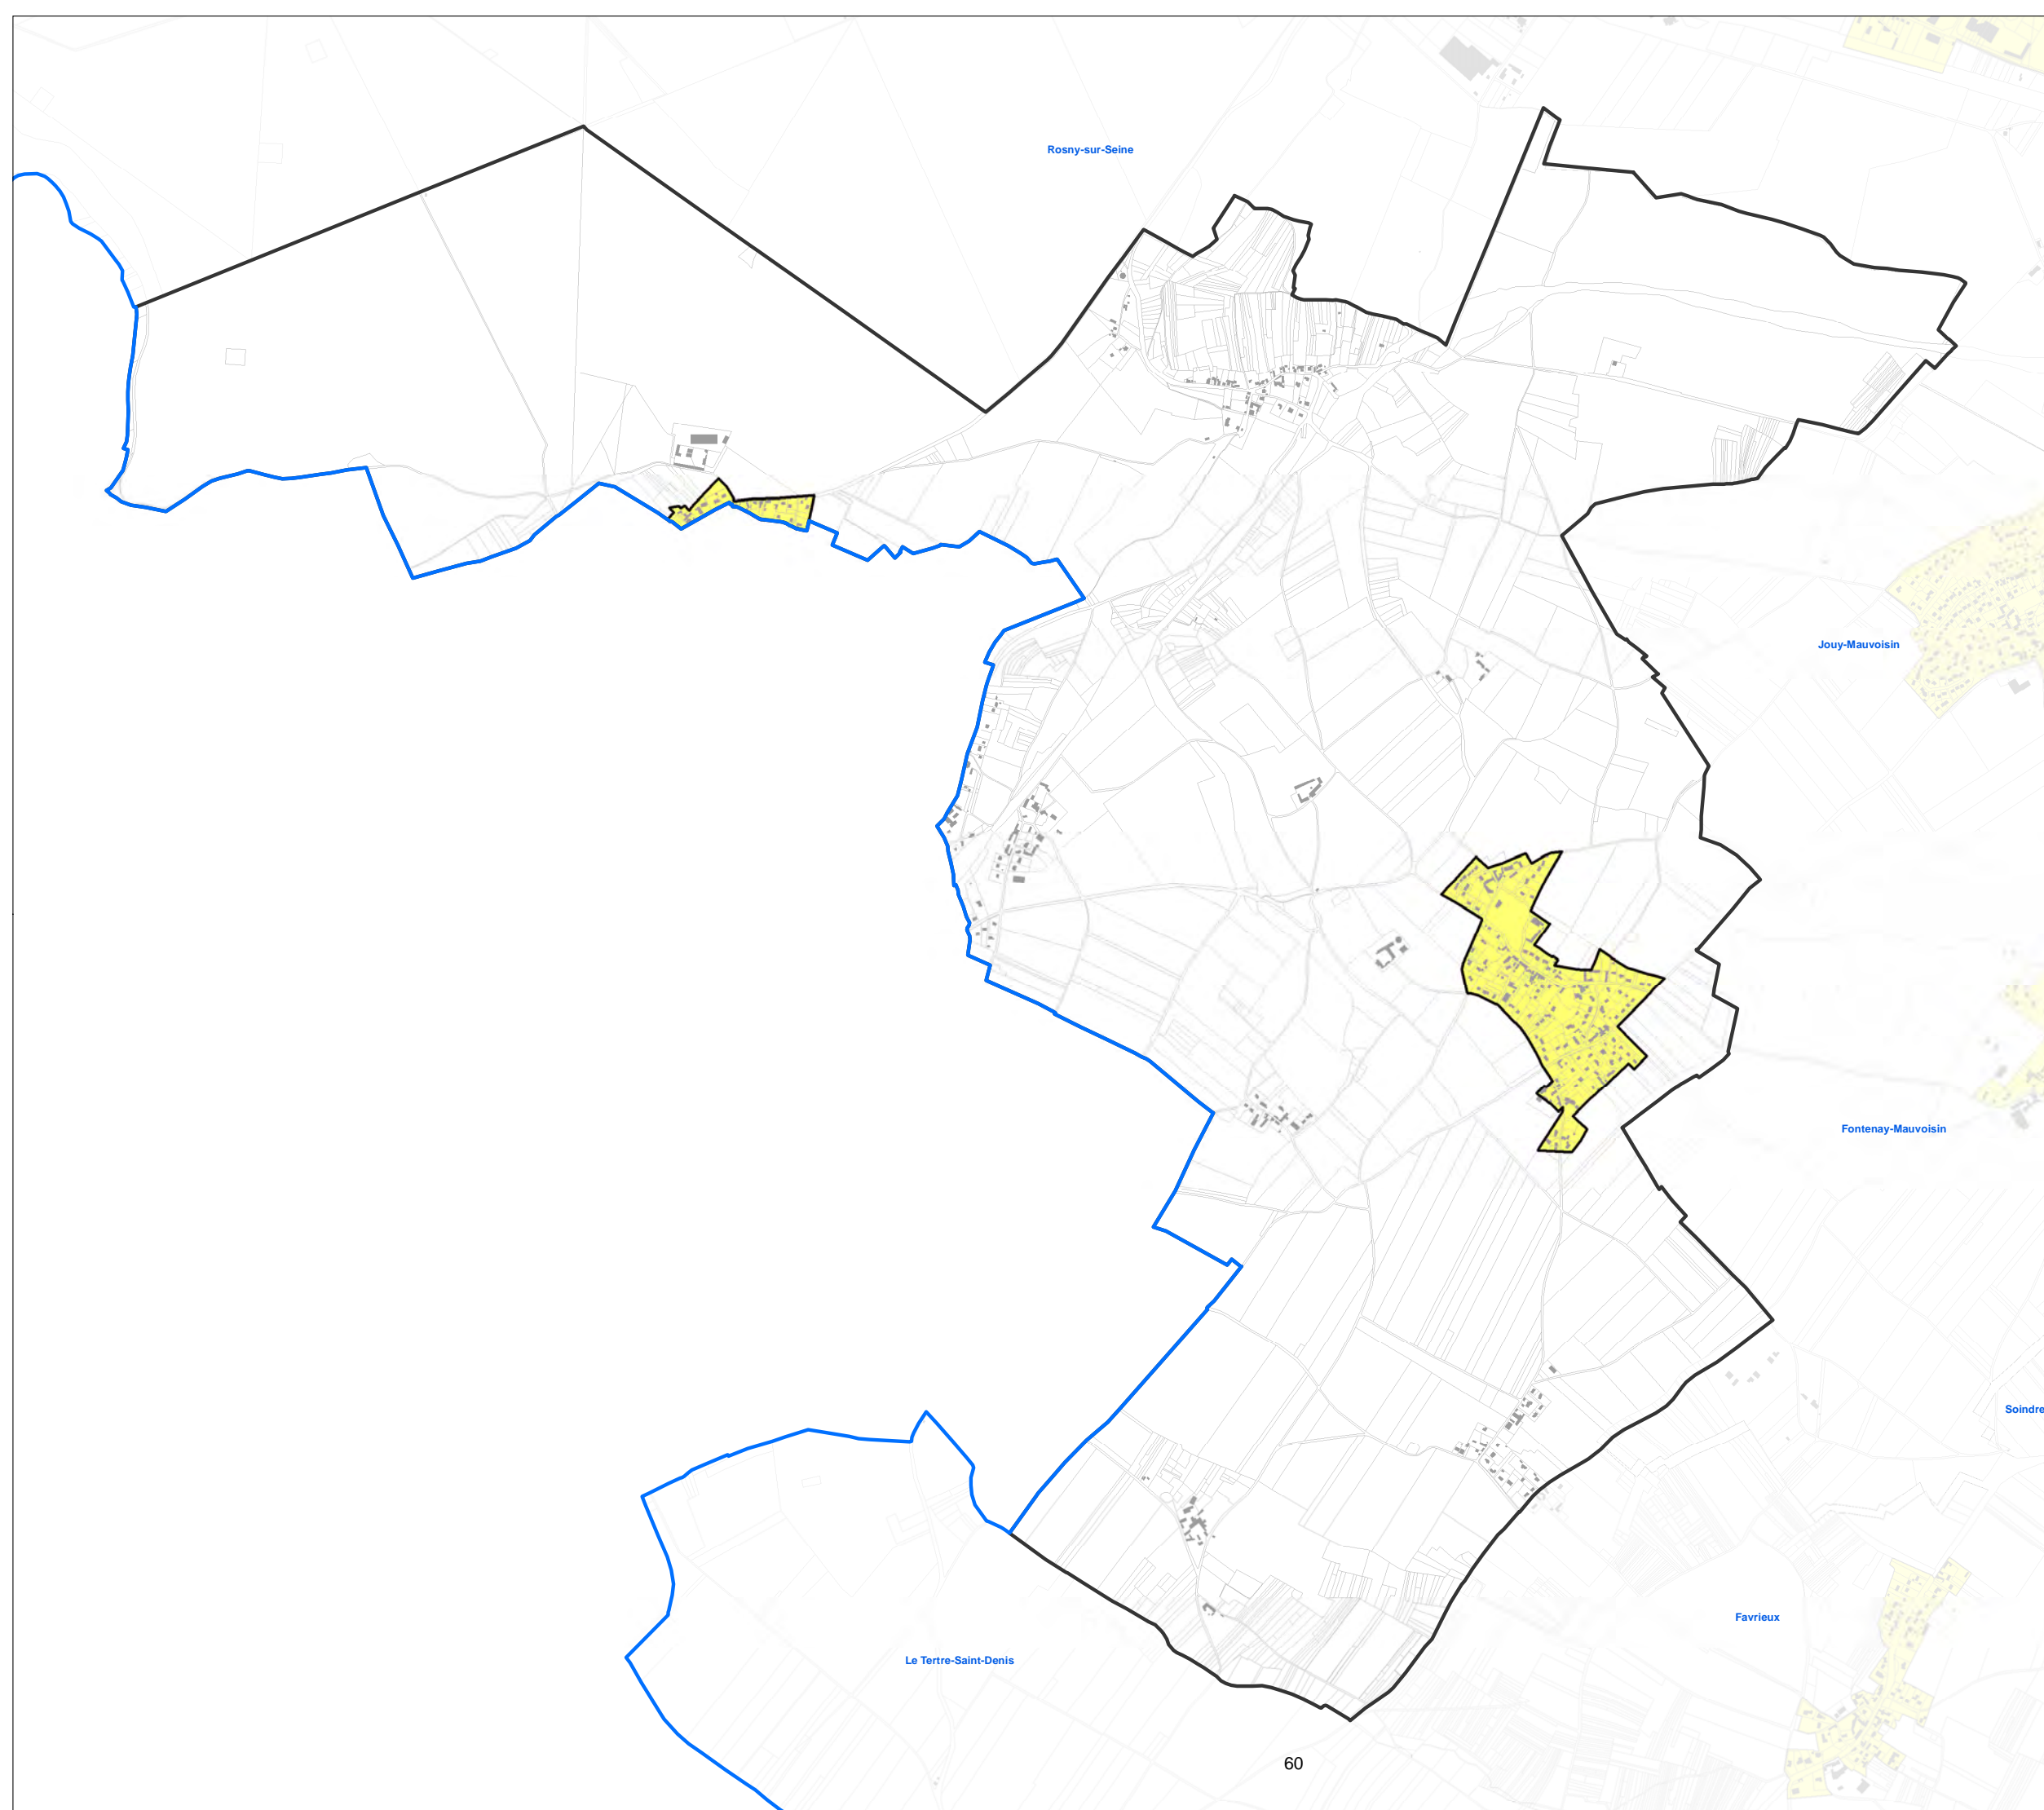 Rosny-sur-Seine
Jouy-Mauvoisin
Fontenay-Mauvoisin
Soindre
Favrieux
Le Tertre-Saint-Denis
60